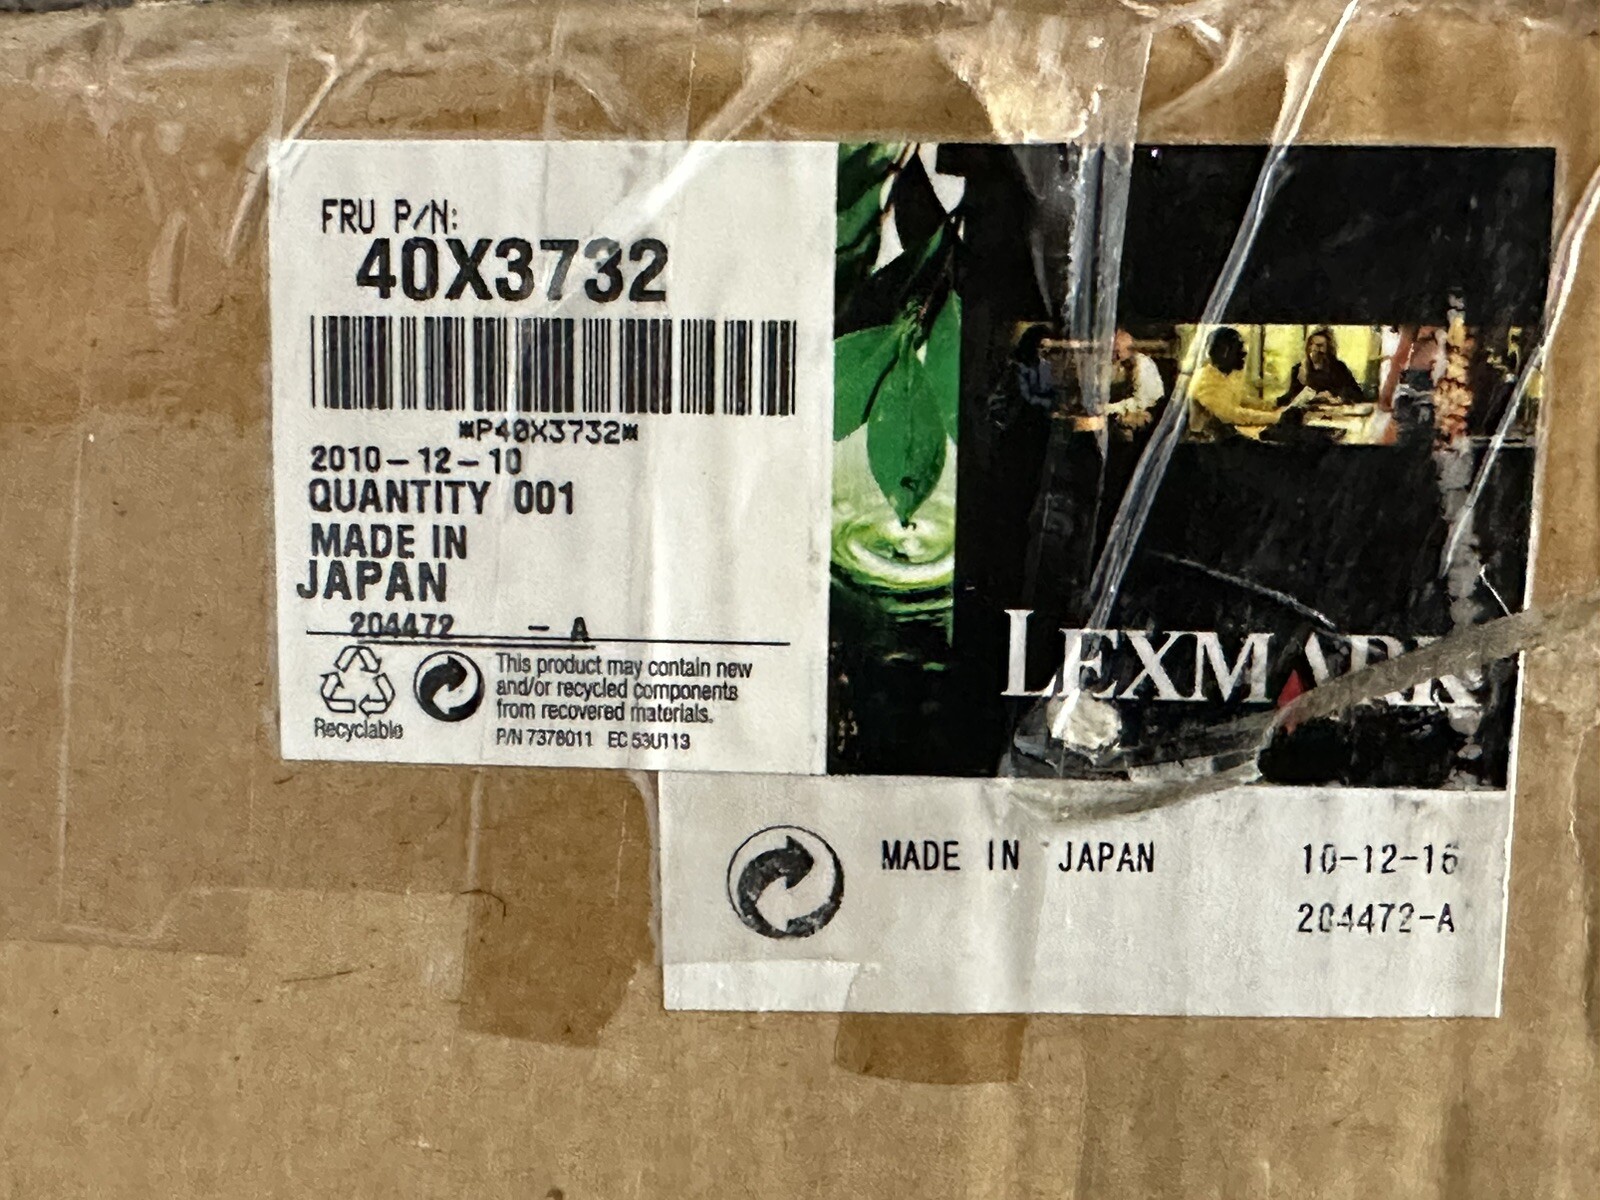 FRU P/N:
40X3732
*P40X3732*
2010-12-10
QUANTITY 001
MADE IN
JAPAN
204472 - A
Recyclable
This product may contain new
and/or recycled components
from recovered materials.
P/N 7378011 EC 53U113
LEXMARK
MADE IN JAPAN 10-12-16
204472-A